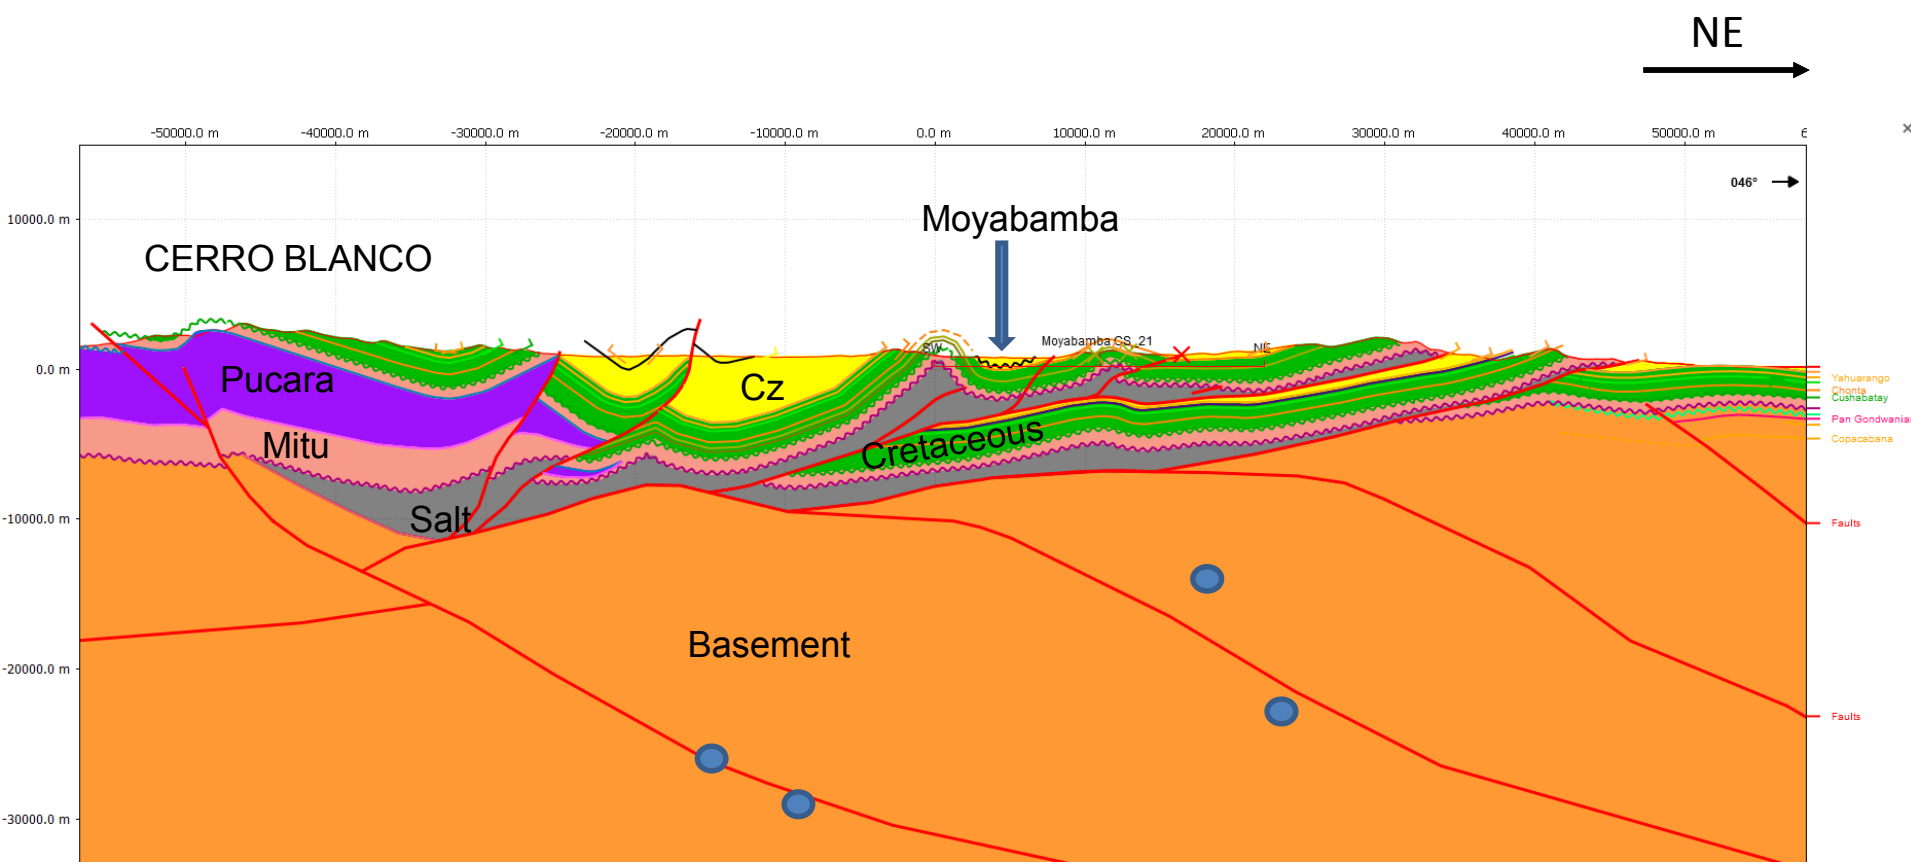 NE
-50000.0 m -40000.0 m -30000.0 m -20000.0 m -10000.0 m 0.0 m 10000.0 m 20000.0 m 30000.0 m 40000.0 m 50000.0 m 6
×
046°
10000.0 m
Moyabamba
CERRO BLANCO
Moyabamba CS_21
SW
NE
0.0 m
Pucara
Cz
Yahuarango
Chonta
Cushabatay
Pan Gondwanian
Copacabana
Mitu
Cretaceous
-10000.0 m
Salt
Faults
Basement
-20000.0 m
Faults
-30000.0 m